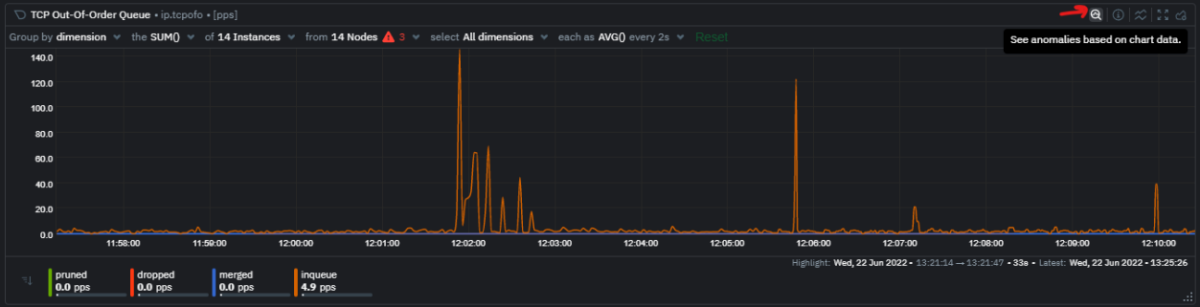 TCP Out-Of-Order Queue • ip.tcpofo • [pps]
Group by dimension the SUM() of 14 Instances from 14 Nodes 3 select All dimensions each as AVG() every 2s Reset
See anomalies based on chart data.
140.0
120.0
100.0
80.0
60.0
40.0
20.0
0.0
11:58:00 11:59:00 12:00:00 12:01:00 12:02:00 12:03:00 12:04:00 12:05:00 12:06:00 12:07:00 12:08:00 12:09:00 12:10:00
Highlight: Wed, 22 Jun 2022 • 13:21:14 → 13:21:47 • 33s • Latest: Wed, 22 Jun 2022 • 13:25:26
pruned dropped merged inqueue
0.0 pps 0.0 pps 0.0 pps 4.9 pps